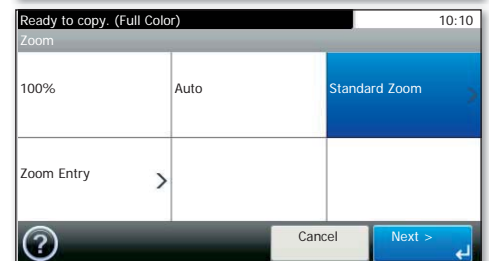 Ready to copy. (Full Color) 10:10
Zoom
100% Auto Standard Zoom >
Zoom Entry >
? Cancel Next >